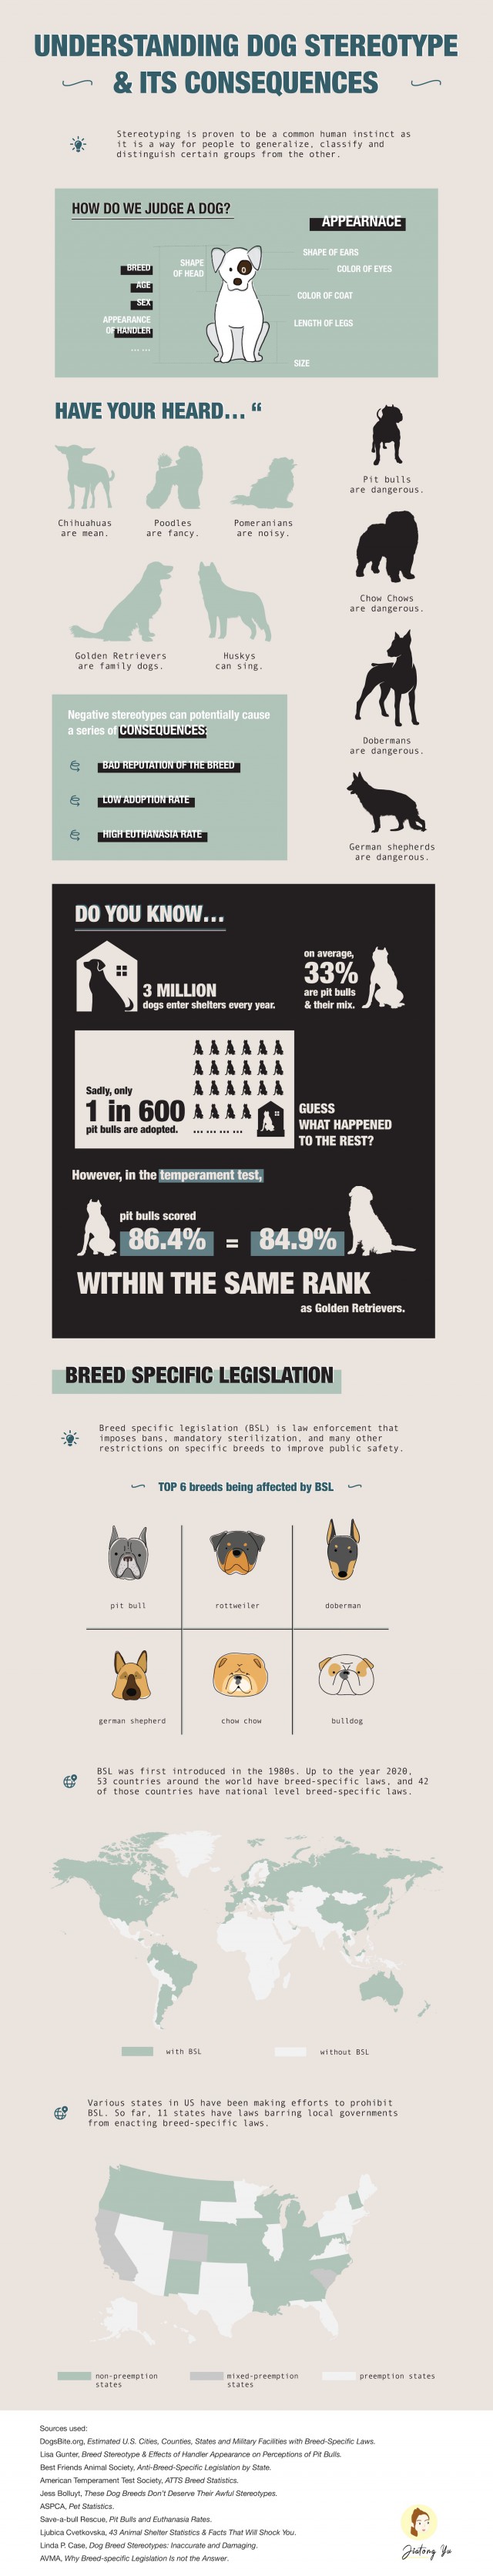 UNDERSTANDING DOG STEREOTYPE
& ITS CONSEQUENCES
Stereotyping is proven to be a common human instinct as
it is a way for people to generalize, classify and
distinguish certain groups from the other.
HOW DO WE JUDGE A DOG?
APPEARNACE
BREED
AGE
SEX
APPEARANCE
OF HANDLER
... ...
SHAPE
OF HEAD
SHAPE OF EARS
COLOR OF EYES
COLOR OF COAT
LENGTH OF LEGS
SIZE
HAVE YOUR HEARD... “
Chihuahuas
are mean.
Poodles
are fancy.
Pomeranians
are noisy.
Golden Retrievers
are family dogs.
Huskys
can sing.
Pit bulls
are dangerous.
Chow Chows
are dangerous.
Dobermans
are dangerous.
German shepherds
are dangerous.
Negative stereotypes can potentially cause
a series of CONSEQUENCES:
BAD REPUTATION OF THE BREED
LOW ADOPTION RATE
HIGH EUTHANASIA RATE
DO YOU KNOW...
3 MILLION
dogs enter shelters every year.
on average,
33%
are pit bulls
& their mix.
Sadly, only
1 in 600
pit bulls are adopted.
... ... ... ...
GUESS
WHAT HAPPENED
TO THE REST?
However, in the temperament test,
pit bulls scored
86.4% = 84.9%
WITHIN THE SAME RANK
as Golden Retrievers.
BREED SPECIFIC LEGISLATION
Breed specific legislation (BSL) is law enforcement that
imposes bans, mandatory sterilization, and many other
restrictions on specific breeds to improve public safety.
TOP 6 breeds being affected by BSL
pit bull
rottweiler
doberman
german shepherd
chow chow
bulldog
BSL was first introduced in the 1980s. Up to the year 2020,
53 countries around the world have breed-specific laws, and 42
of those countries have national level breed-specific laws.
with BSL
without BSL
Various states in US have been making efforts to prohibit
BSL. So far, 11 states have laws barring local governments
from enacting breed-specific laws.
non-preemption
states
mixed-preemption
states
preemption states
Sources used:
DogsBite.org, Estimated U.S. Cities, Counties, States and Military Facilities with Breed-Specific Laws.
Lisa Gunter, Breed Stereotype & Effects of Handler Appearance on Perceptions of Pit Bulls.
Best Friends Animal Society, Anti-Breed-Specific Legislation by State.
American Temperament Test Society, ATTS Breed Statistics.
Jess Bolluyt, These Dog Breeds Don't Deserve Their Awful Stereotypes.
ASPCA, Pet Statistics.
Save-a-bull Rescue, Pit Bulls and Euthanasia Rates.
Ljubica Cvetkovska, 43 Animal Shelter Statistics & Facts That Will Shock You.
Linda P. Case, Dog Breed Stereotypes: Inaccurate and Damaging.
AVMA, Why Breed-specific Legislation Is not the Answer.
Jiatong Yu